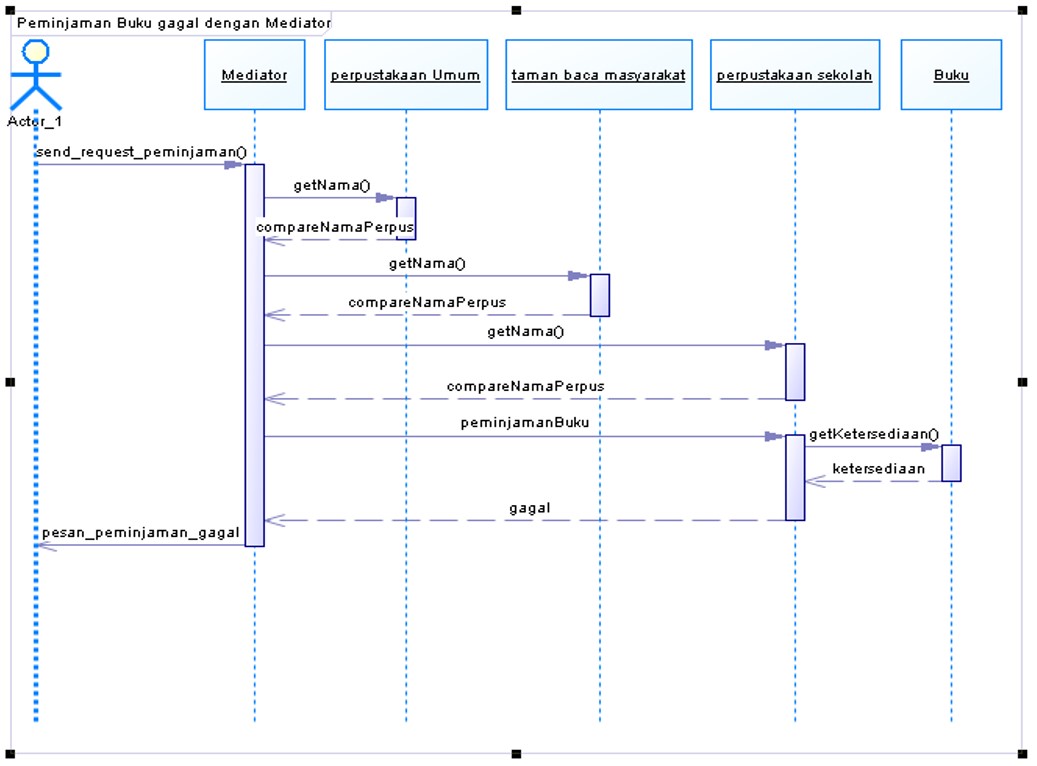 Peminjaman Buku gagal dengan Mediator
Mediator
perpustakaan Umum
taman baca masyarakat
perpustakaan sekolah
Buku
Actor_1
send_request_peminjaman()
getNama()
compareNamaPerpus
getNama()
compareNamaPerpus
getNama()
compareNamaPerpus
peminjamanBuku
getKetersediaan()
ketersediaan
gagal
pesan_peminjaman_gagal